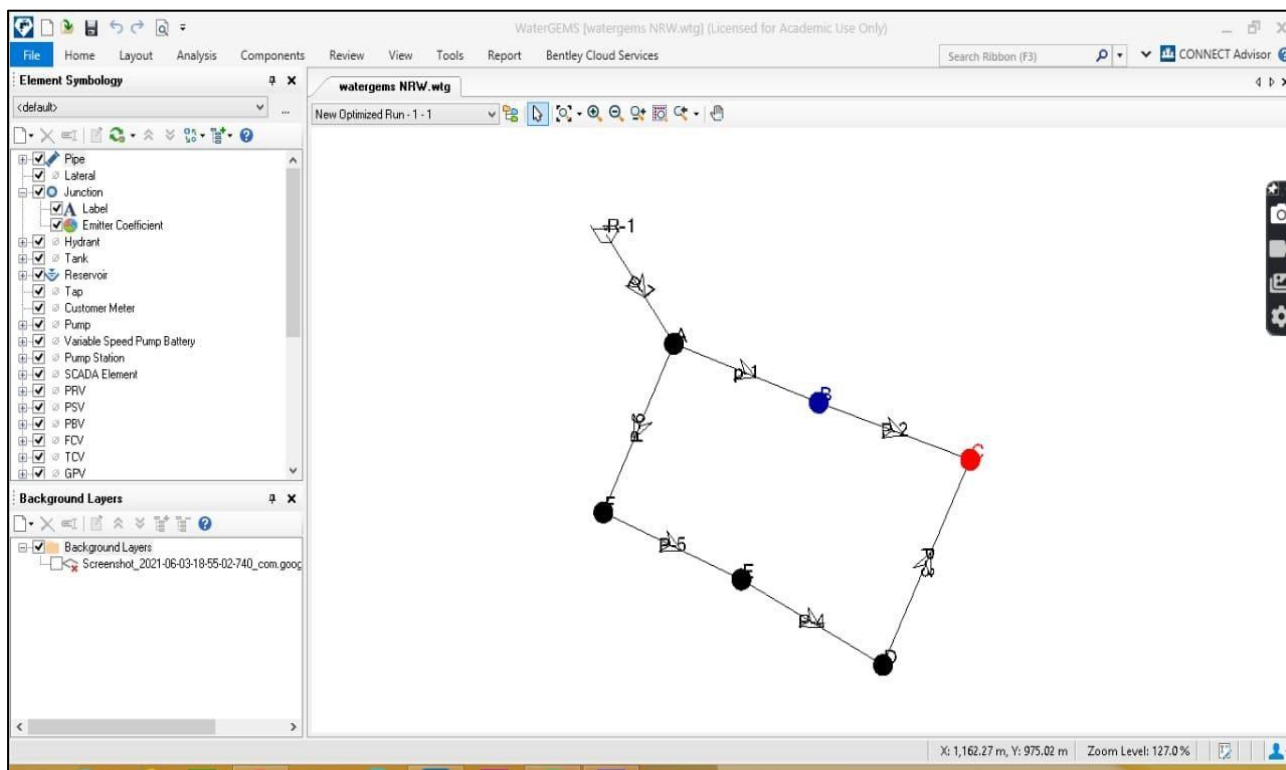 WaterGEMS [watergems NRW.wtg] (Licensed for Academic Use Only)
File Home Layout Analysis Components Review View Tools Report Bentley Cloud Services Search Ribbon (F3) CONNECT Advisor
Element Symbology
watergems NRW.wtg
<default>
New Optimized Run - 1 - 1
Pipe
Lateral
Junction
Label
Emitter Coefficient
Hydrant
Tank
Reservoir
Tap
Customer Meter
Pump
Variable Speed Pump Battery
Pump Station
SCADA Element
PRV
PSV
PBV
FCV
TCV
GPV
Background Layers
Background Layers
Screenshot_2021-06-03-18-55-02-740_com.goog
R-1
A
p-1
B
P-2
C
P-5
E
P-4
D
X: 1,162.27 m, Y: 975.02 m Zoom Level: 127.0 %